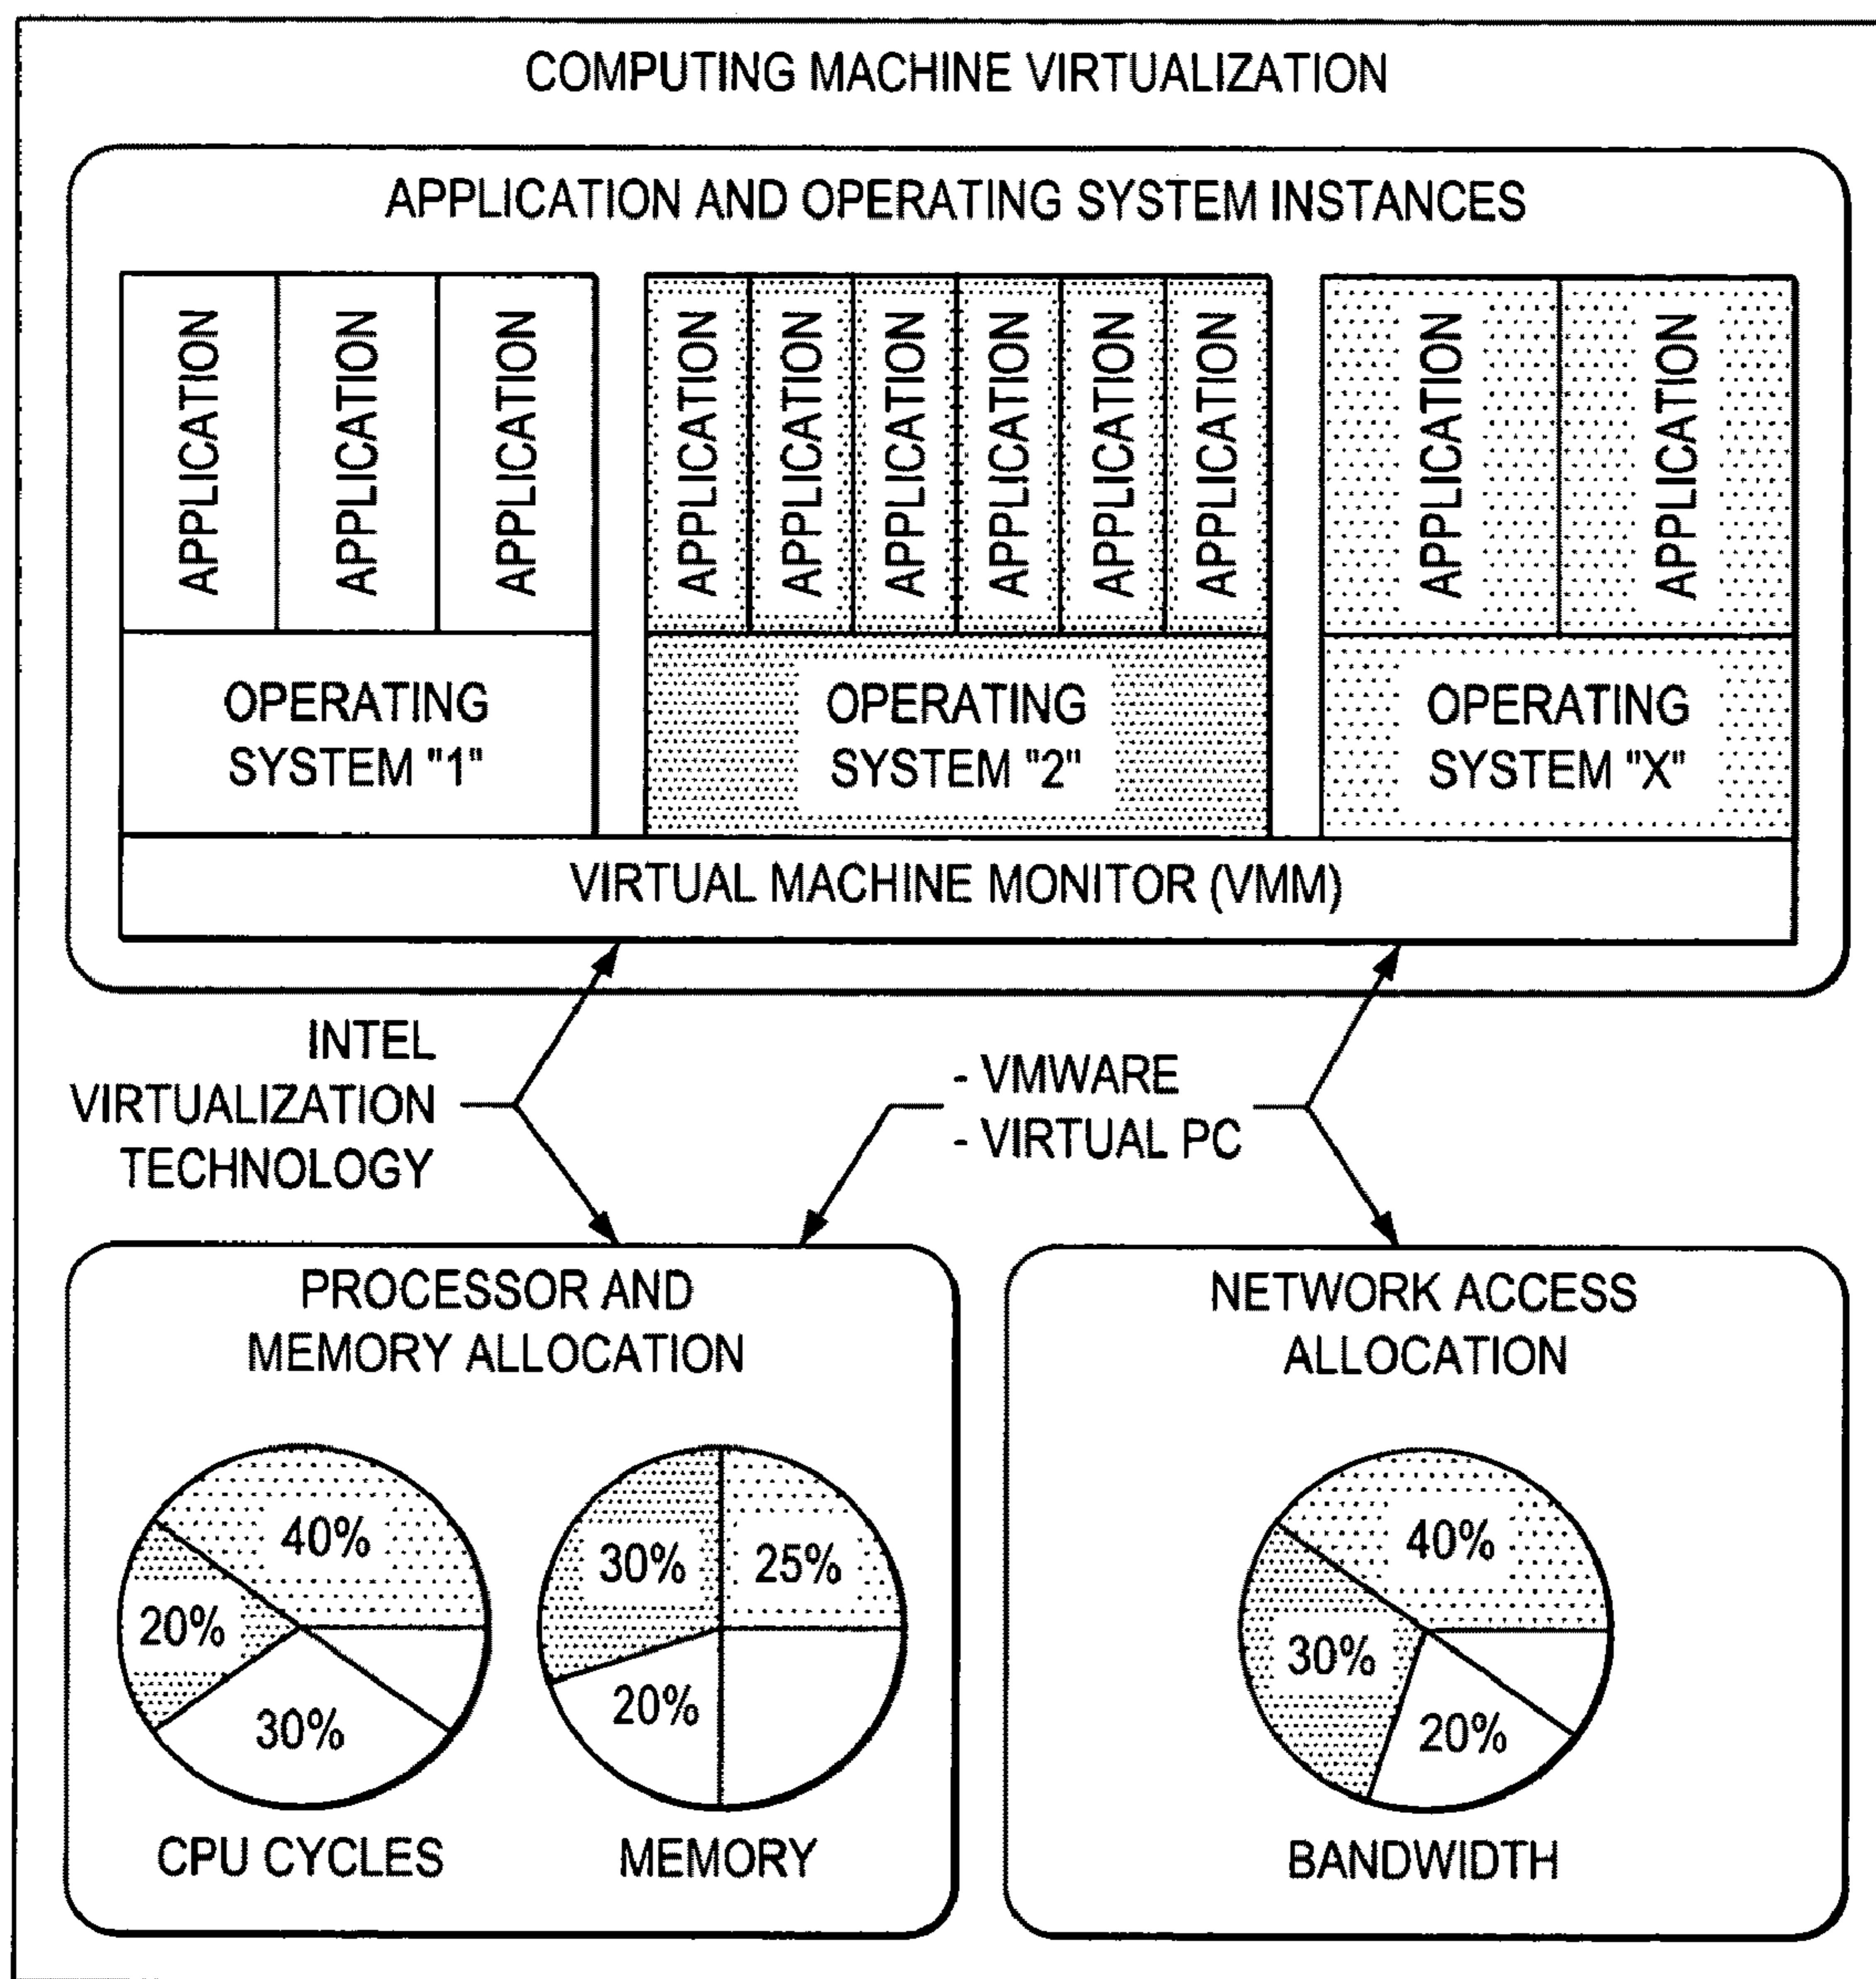 COMPUTING MACHINE VIRTUALIZATION
APPLICATION AND OPERATING SYSTEM INSTANCES
APPLICATION
APPLICATION
APPLICATION
APPLICATION
APPLICATION
APPLICATION
APPLICATION
APPLICATION
APPLICATION
APPLICATION
APPLICATION
OPERATING
SYSTEM "1"
OPERATING
SYSTEM "2"
OPERATING
SYSTEM "X"
VIRTUAL MACHINE MONITOR (VMM)
INTEL
VIRTUALIZATION
TECHNOLOGY
- VMWARE
- VIRTUAL PC
PROCESSOR AND
MEMORY ALLOCATION
40%
20%
30%
CPU CYCLES
30%
25%
20%
MEMORY
NETWORK ACCESS
ALLOCATION
40%
30%
20%
BANDWIDTH